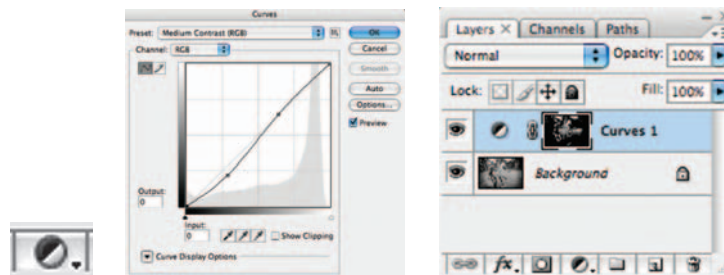 Curves
Preset: Medium Contrast (RGB)
OK
Channel: RGB
Cancel
Smooth
Auto
Options...
Preview
Output:
0
Input:
0
Show Clipping
Curve Display Options
Layers × Channels Paths
Normal Opacity: 100%
Lock: Fill: 100%
Curves 1
Background
fx.